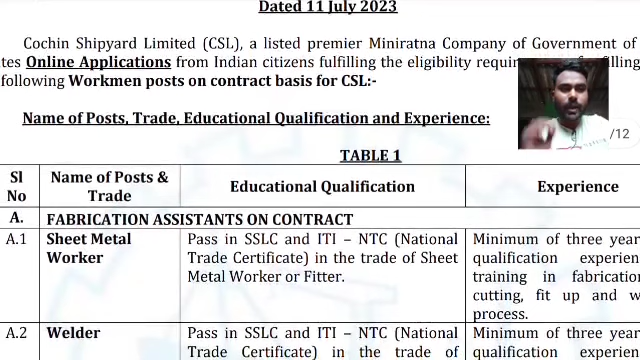 Dated 11 July 2023
Cochin Shipyard Limited (CSL), a listed premier Miniratna Company of Government of
tes Online Applications from Indian citizens fulfilling the eligibility
following Workmen posts on contract basis for CSL:-
/12
Name of Posts, Trade, Educational Qualification and Experience:
TABLE 1
Sl No
Name of Posts & Trade
Educational Qualification
Experience
A.
FABRICATION ASSISTANTS ON CONTRACT
A.1
Sheet Metal
Worker
Pass in SSLC and ITI – NTC (National
Trade Certificate) in the trade of Sheet
Metal Worker or Fitter.
Minimum of three year
qualification experien
training in fabrication
cutting, fit up and w
process.
A.2
Welder
Pass in SSLC and ITI – NTC (National
Trade Certificate) in the trade of
Minimum of three year
qualification experien